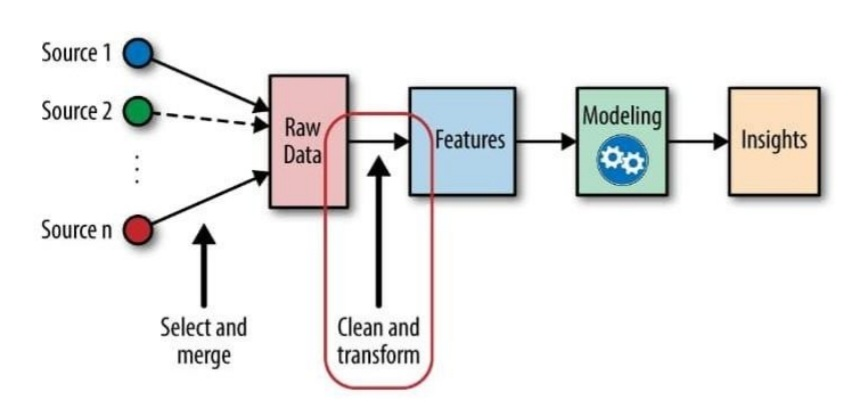 Source 1
Source 2
Source n
Select and
merge
Raw
Data
Clean and
transform
Features
Modeling
Insights